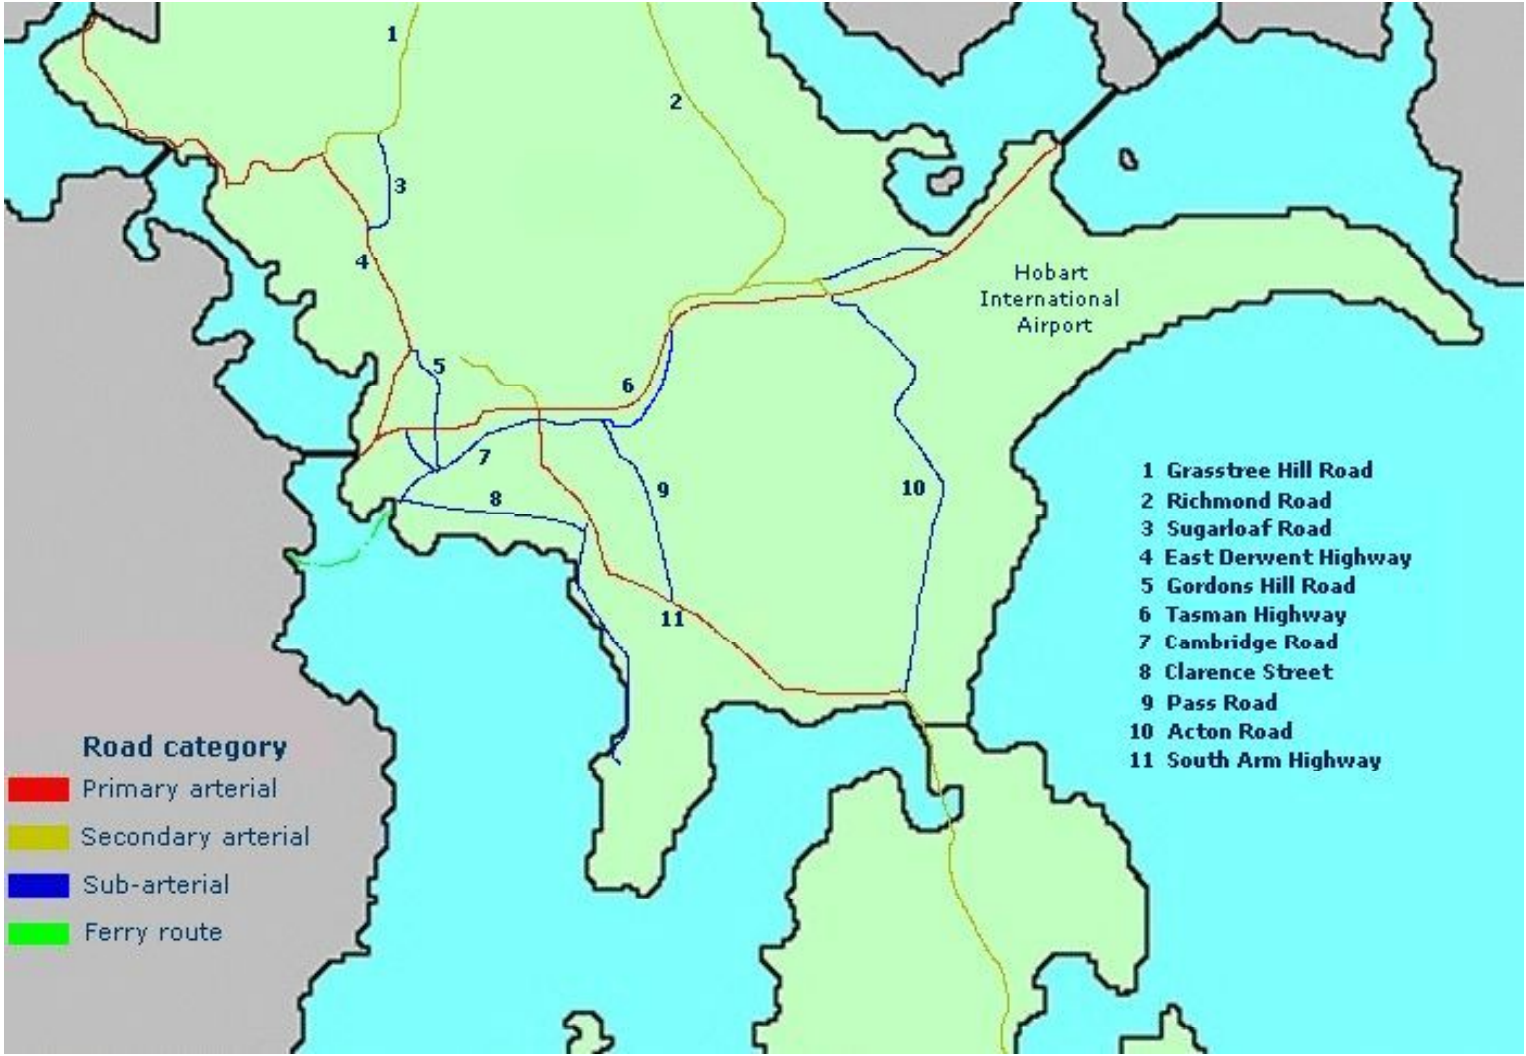 1
2
3
4
Hobart
International
Airport
5
6
7
8
9
10
11
1 Grasstree Hill Road
2 Richmond Road
3 Sugarloaf Road
4 East Derwent Highway
5 Gordons Hill Road
6 Tasman Highway
7 Cambridge Road
8 Clarence Street
9 Pass Road
10 Acton Road
11 South Arm Highway
Road category
Primary arterial
Secondary arterial
Sub-arterial
Ferry route